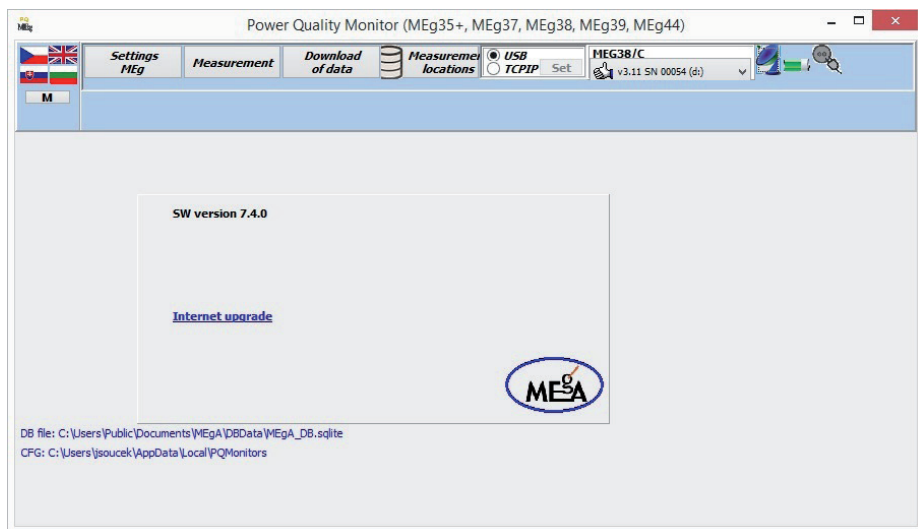 PQ
MEg
Power Quality Monitor (MEg35+, MEg37, MEg38, MEg39, MEg44)
Settings
MEg
Measurement
Download
of data
Measuremer
locations
USB
TCPIP
Set
MEG38/C
v3.11 SN 00054 (d:)
M
SW version 7.4.0
Internet upgrade
MEgA
DB file: C:\Users\Public\Documents\MEgA\DBData\MEgA_DB.sqlite
CFG: C:\Users\jsoucek\AppData\Local\PQMonitors